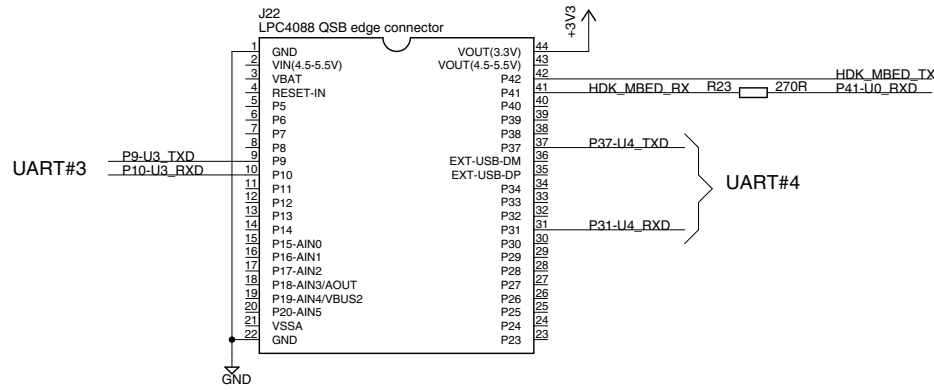 J22
LPC4088 QSB edge connector
+3V3
1 GND VOUT(3.3V) 44
2 VIN(4.5-5.5V) VOUT(4.5-5.5V) 43
3 VBAT P42 42 HDK_MBED_TX
4 RESET-IN P41 41 HDK_MBED_RX R23 270R P41-U0_RXD
5 P5 P40 40
6 P6 P39 39
7 P7 P38 38
8 P8 P37 37 P37-U4_TXD
UART#3 P9-U3_TXD 9 P9 EXT-USB-DM 36
P10-U3_RXD 10 P10 EXT-USB-DP 35 UART#4
11 P11 P34 34
12 P12 P33 33
13 P13 P32 32
14 P14 P31 31 P31-U4_RXD
15 P15-AIN0 P30 30
16 P16-AIN1 P29 29
17 P17-AIN2 P28 28
18 P18-AIN3/AOUT P27 27
19 P19-AIN4/VBUS2 P26 26
20 P20-AIN5 P25 25
21 VSSA P24 24
22 GND P23 23
GND